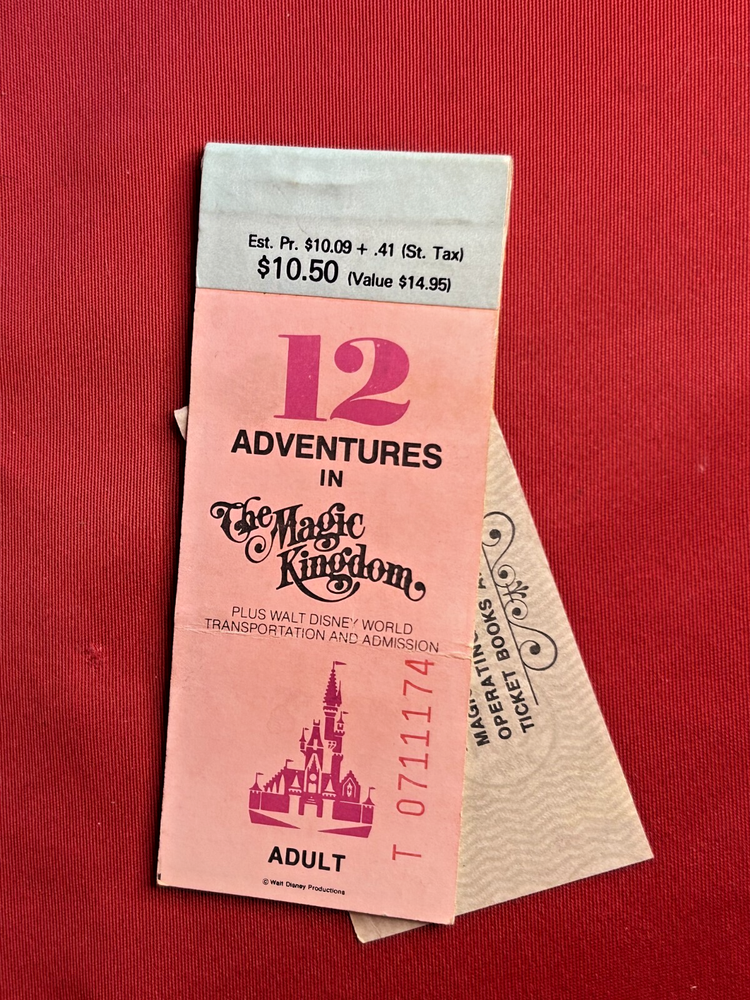 Est. Pr. $10.09 + .41 (St. Tax)
$10.50 (Value $14.95)
12
ADVENTURES
IN
The Magic
Kingdom
PLUS WALT DISNEY WORLD
TRANSPORTATION AND ADMISSION
T 0711174
ADULT
© Walt Disney Productions
OPERATING
TICKET BOOKS